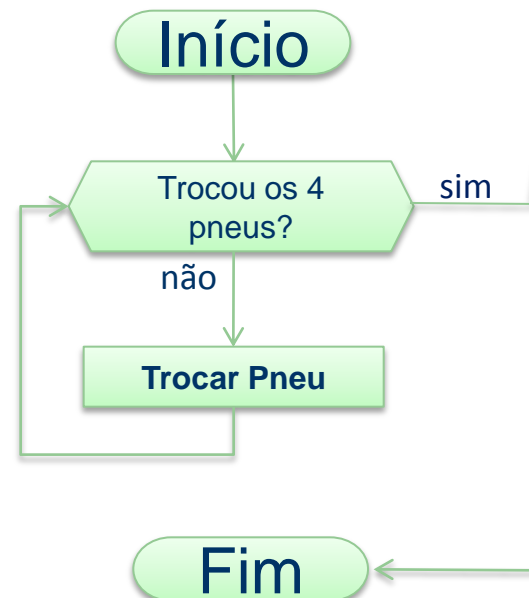 Início
Trocou os 4
pneus?
sim
não
Trocar Pneu
Fim